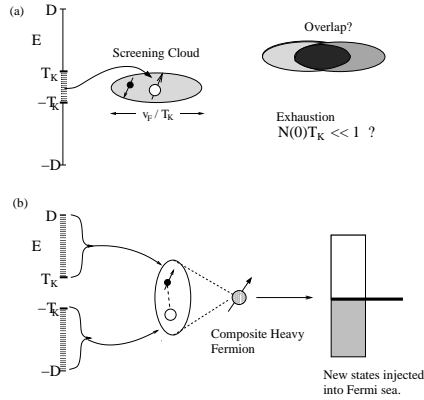 (a)
D
E
T_K
−T_K
−D
Screening Cloud
v_F / T_K
Overlap?
Exhaustion
N(0)T_K << 1 ?
(b)
D
E
T_K
−T_K
−D
Composite Heavy
Fermion
New states injected
into Fermi sea.